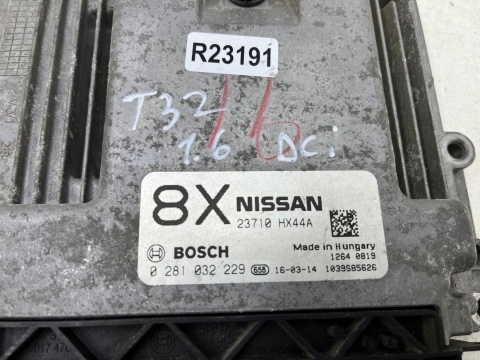 R23191
T32
1.6 DCi
8X NISSAN
23710 HX44A
BOSCH
Made in Hungary
1264 0819
0 281 032 229 658 16-03-14 1039S85626